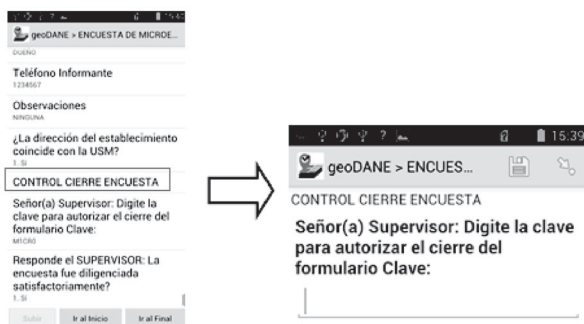 15:40
geoDANE > ENCUESTA DE MICROE...
DUEÑO
Teléfono Informante
1234567
Observaciones
NINGUNA
¿La dirección del establecimiento
coincide con la USM?
1. Si
CONTROL CIERRE ENCUESTA
Señor(a) Supervisor: Digite la
clave para autorizar el cierre del
formulario Clave:
MICRO
Responde el SUPERVISOR: La
encuesta fue diligenciada
satisfactoriamente?
1. Si
Subir Ir al Inicio Ir al Final
15:39
geoDANE > ENCUES...
CONTROL CIERRE ENCUESTA
Señor(a) Supervisor: Digite la clave
para autorizar el cierre del
formulario Clave: